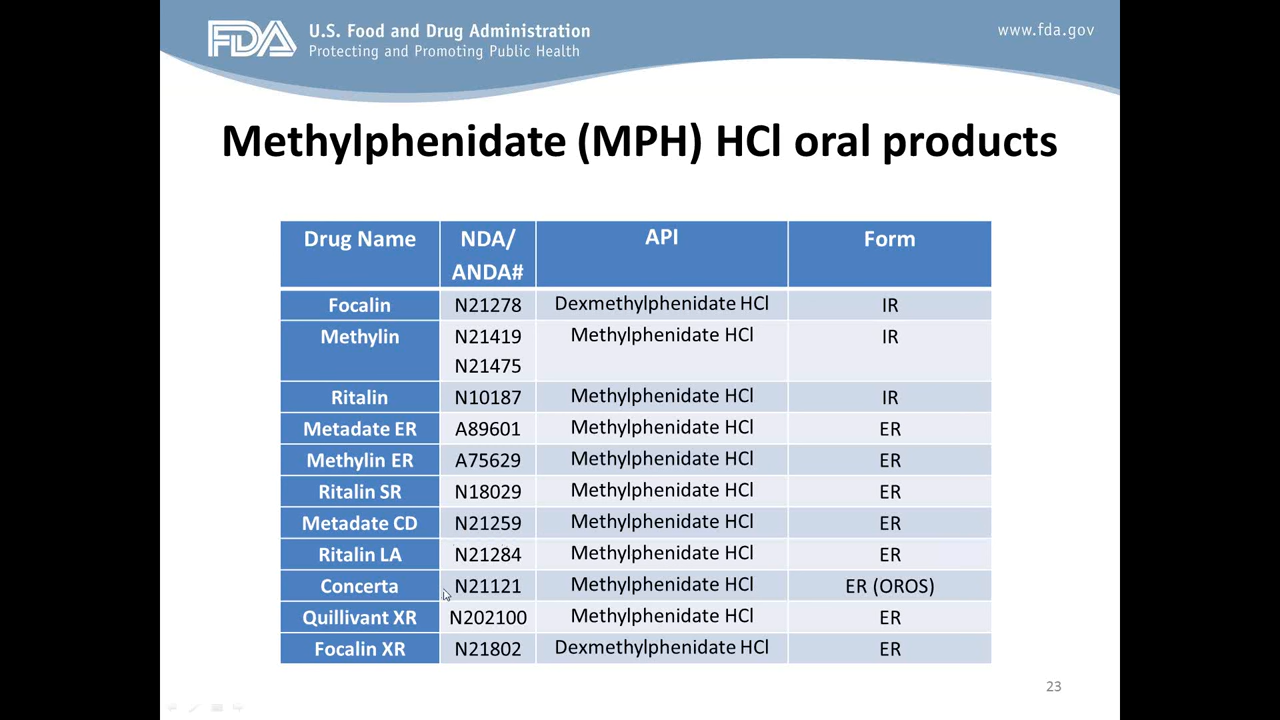 FDA
U.S. Food and Drug Administration
Protecting and Promoting Public Health
www.fda.gov
Methylphenidate (MPH) HCl oral products
Drug Name NDA/ API Form
ANDA#
Focalin N21278 Dexmethylphenidate HCl IR
Methylin N21419 Methylphenidate HCl IR
N21475
Ritalin N10187 Methylphenidate HCl IR
Metadate ER A89601 Methylphenidate HCl ER
Methylin ER A75629 Methylphenidate HCl ER
Ritalin SR N18029 Methylphenidate HCl ER
Metadate CD N21259 Methylphenidate HCl ER
Ritalin LA N21284 Methylphenidate HCl ER
Concerta N21121 Methylphenidate HCl ER (OROS)
Quillivant XR N202100 Methylphenidate HCl ER
Focalin XR N21802 Dexmethylphenidate HCl ER
23